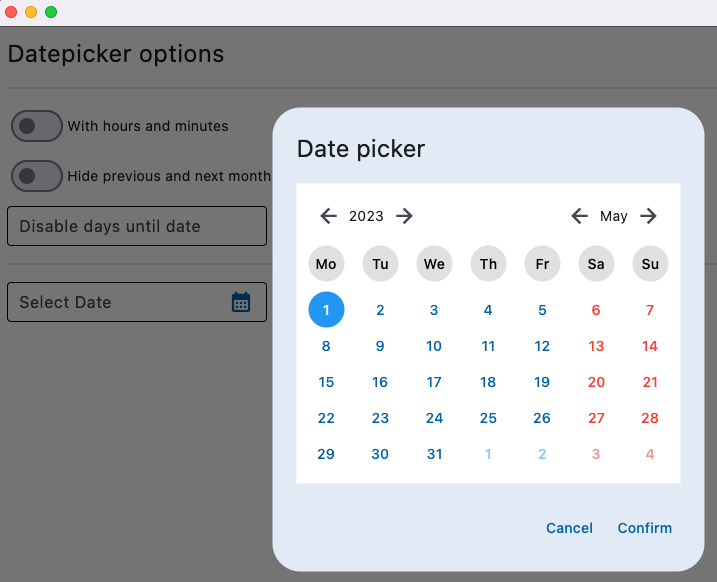 Datepicker options
With hours and minutes
Hide previous and next month
Disable days until date
Select Date
Date picker
2023 May
Mo Tu We Th Fr Sa Su
1 2 3 4 5 6 7
8 9 10 11 12 13 14
15 16 17 18 19 20 21
22 23 24 25 26 27 28
29 30 31 1 2 3 4
Cancel Confirm